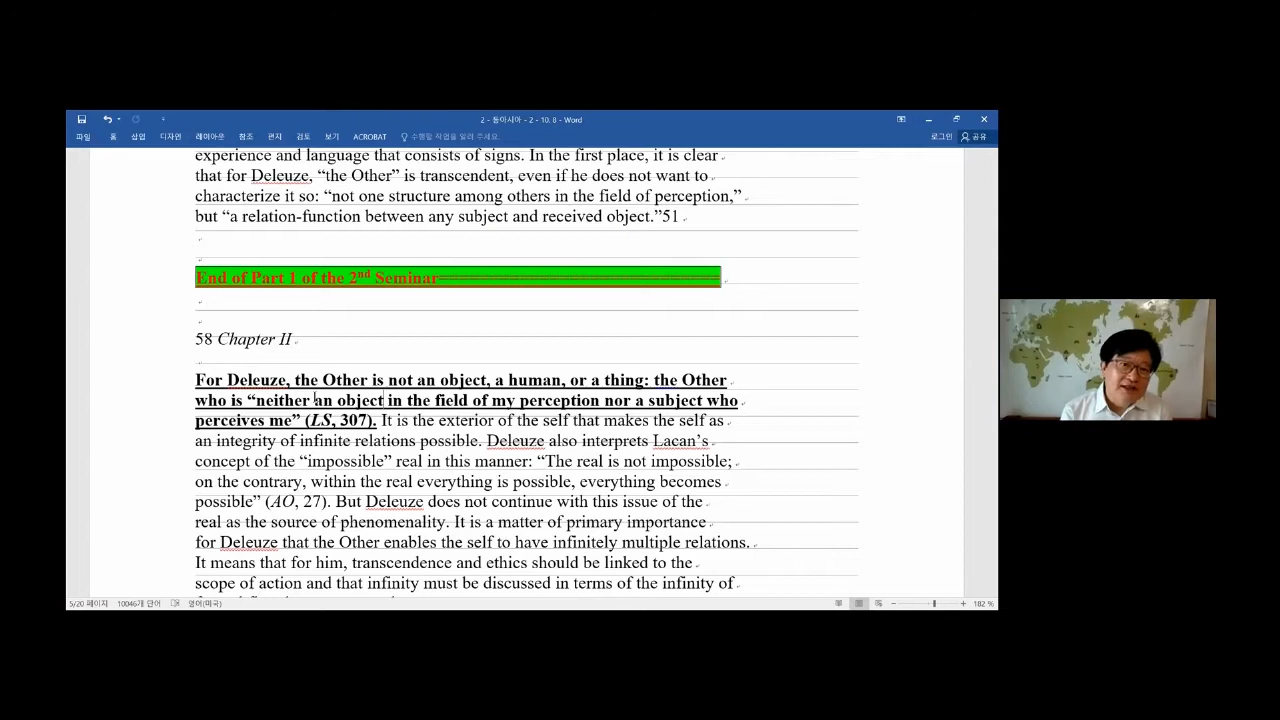 2 - 동아시아 - 2 - 10. 8 - Word
파일 홈 삽입 디자인 레이아웃 참조 편지 검토 보기 ACROBAT 수행할 작업을 알려 주세요. 로그인 공유
experience and language that consists of signs. In the first place, it is clear
that for Deleuze, “the Other” is transcendent, even if he does not want to
characterize it so: “not one structure among others in the field of perception,”
but “a relation-function between any subject and received object.”51
End of Part 1 of the 2nd Seminar
58 Chapter II
For Deleuze, the Other is not an object, a human, or a thing: the Other
who is “neither an object in the field of my perception nor a subject who
perceives me” (LS, 307). It is the exterior of the self that makes the self as
an integrity of infinite relations possible. Deleuze also interprets Lacan’s
concept of the “impossible” real in this manner: “The real is not impossible;
on the contrary, within the real everything is possible, everything becomes
possible” (AO, 27). But Deleuze does not continue with this issue of the
real as the source of phenomenality. It is a matter of primary importance
for Deleuze that the Other enables the self to have infinitely multiple relations.
It means that for him, transcendence and ethics should be linked to the
scope of action and that infinity must be discussed in terms of the infinity of
5/20 페이지 10046개 단어 영어(미국) 182 %